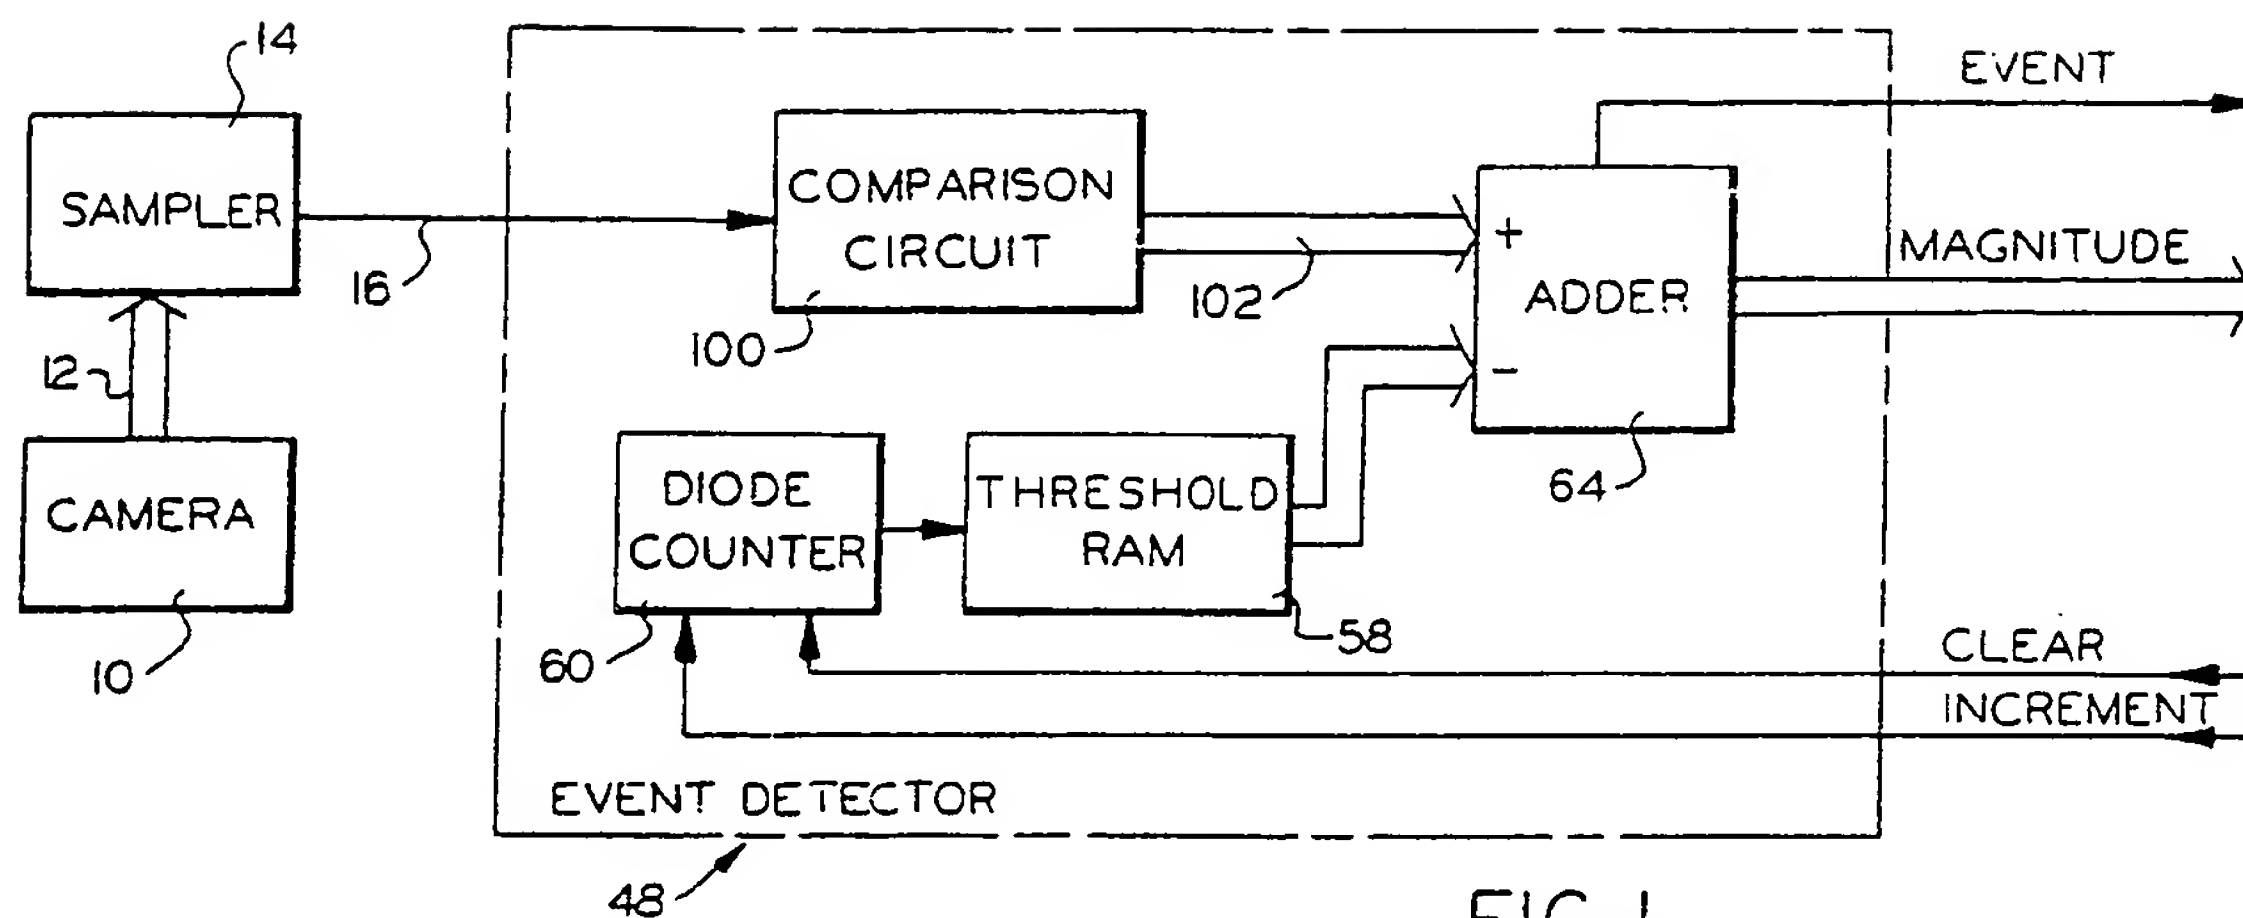 14
EVENT
SAMPLER
COMPARISON
CIRCUIT
+
ADDER
−
MAGNITUDE
16
102
100
12
CAMERA
DIODE
COUNTER
THRESHOLD
RAM
64
10
60
58
CLEAR
INCREMENT
EVENT DETECTOR
48